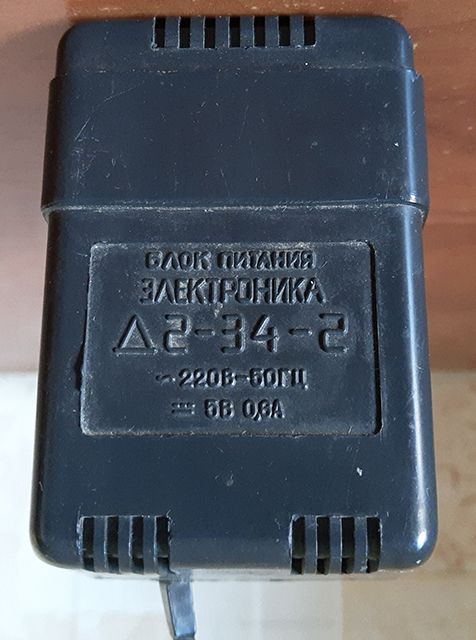 БЛОК ПИТАНИЯ
ЭЛЕКТРОНИКА
Д2-34-2
~ 220В-50ГЦ
⎓ 5В 0,6А